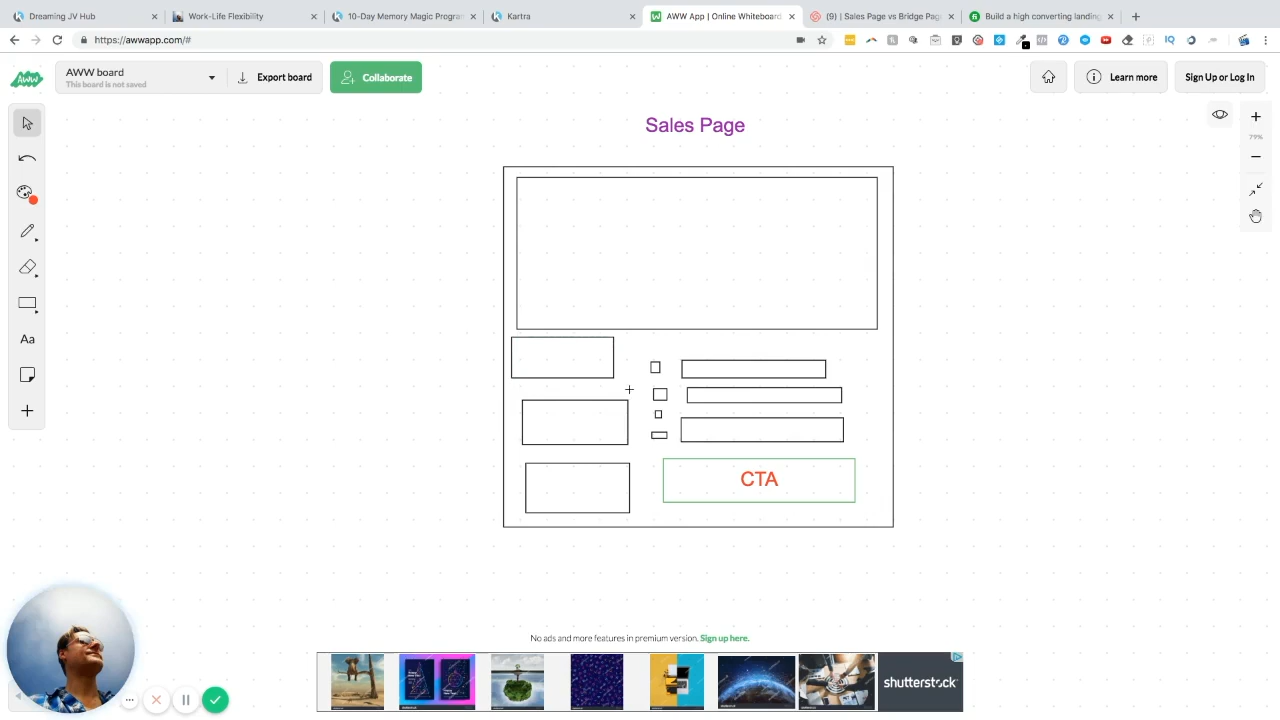 Dreaming JV Hub
Work-Life Flexibility
10-Day Memory Magic Program
Kartra
AWW App | Online Whiteboard
(9) | Sales Page vs Bridge Page
Build a high converting landing
https://awwapp.com/#
AWW
AWW board
This board is not saved
Export board
Collaborate
Learn more
Sign Up or Log In
79%
Aa
Sales Page
CTA
No ads and more features in premium version. Sign up here.
shutterstock